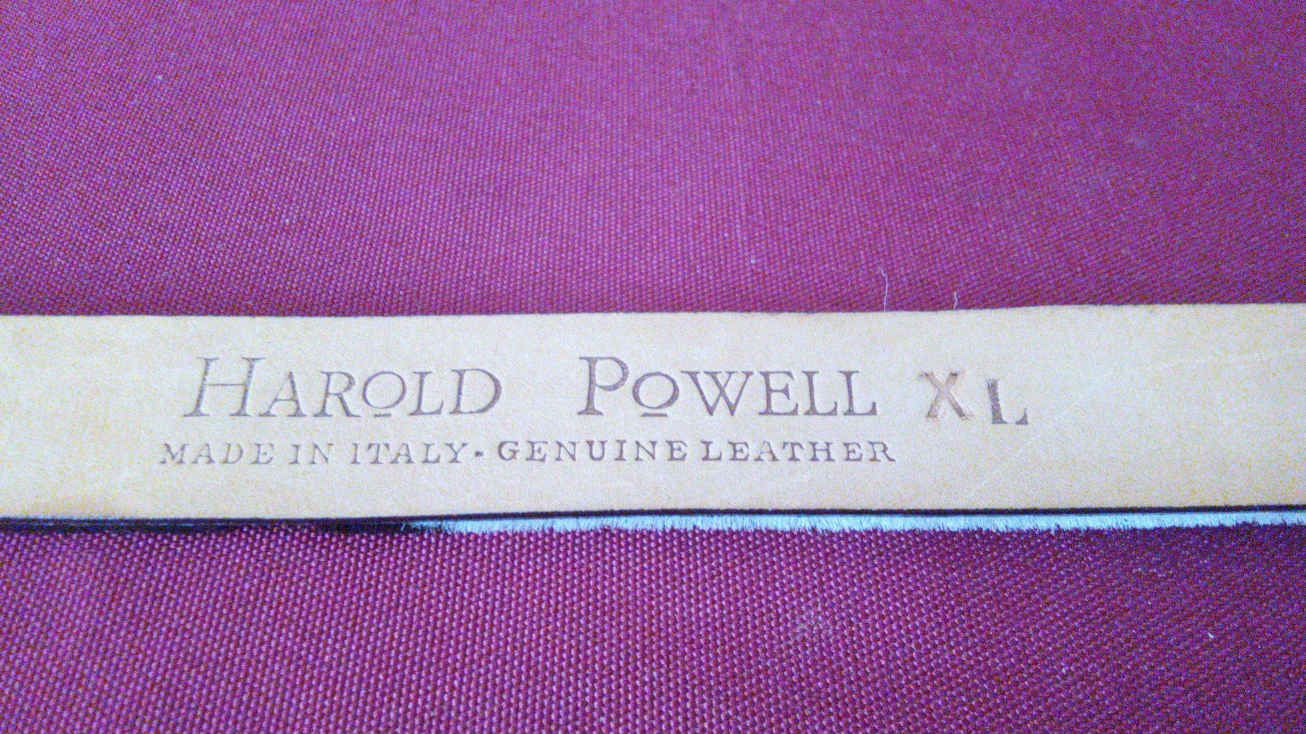 HAROLD POWELL XL
MADE IN ITALY · GENUINE LEATHER